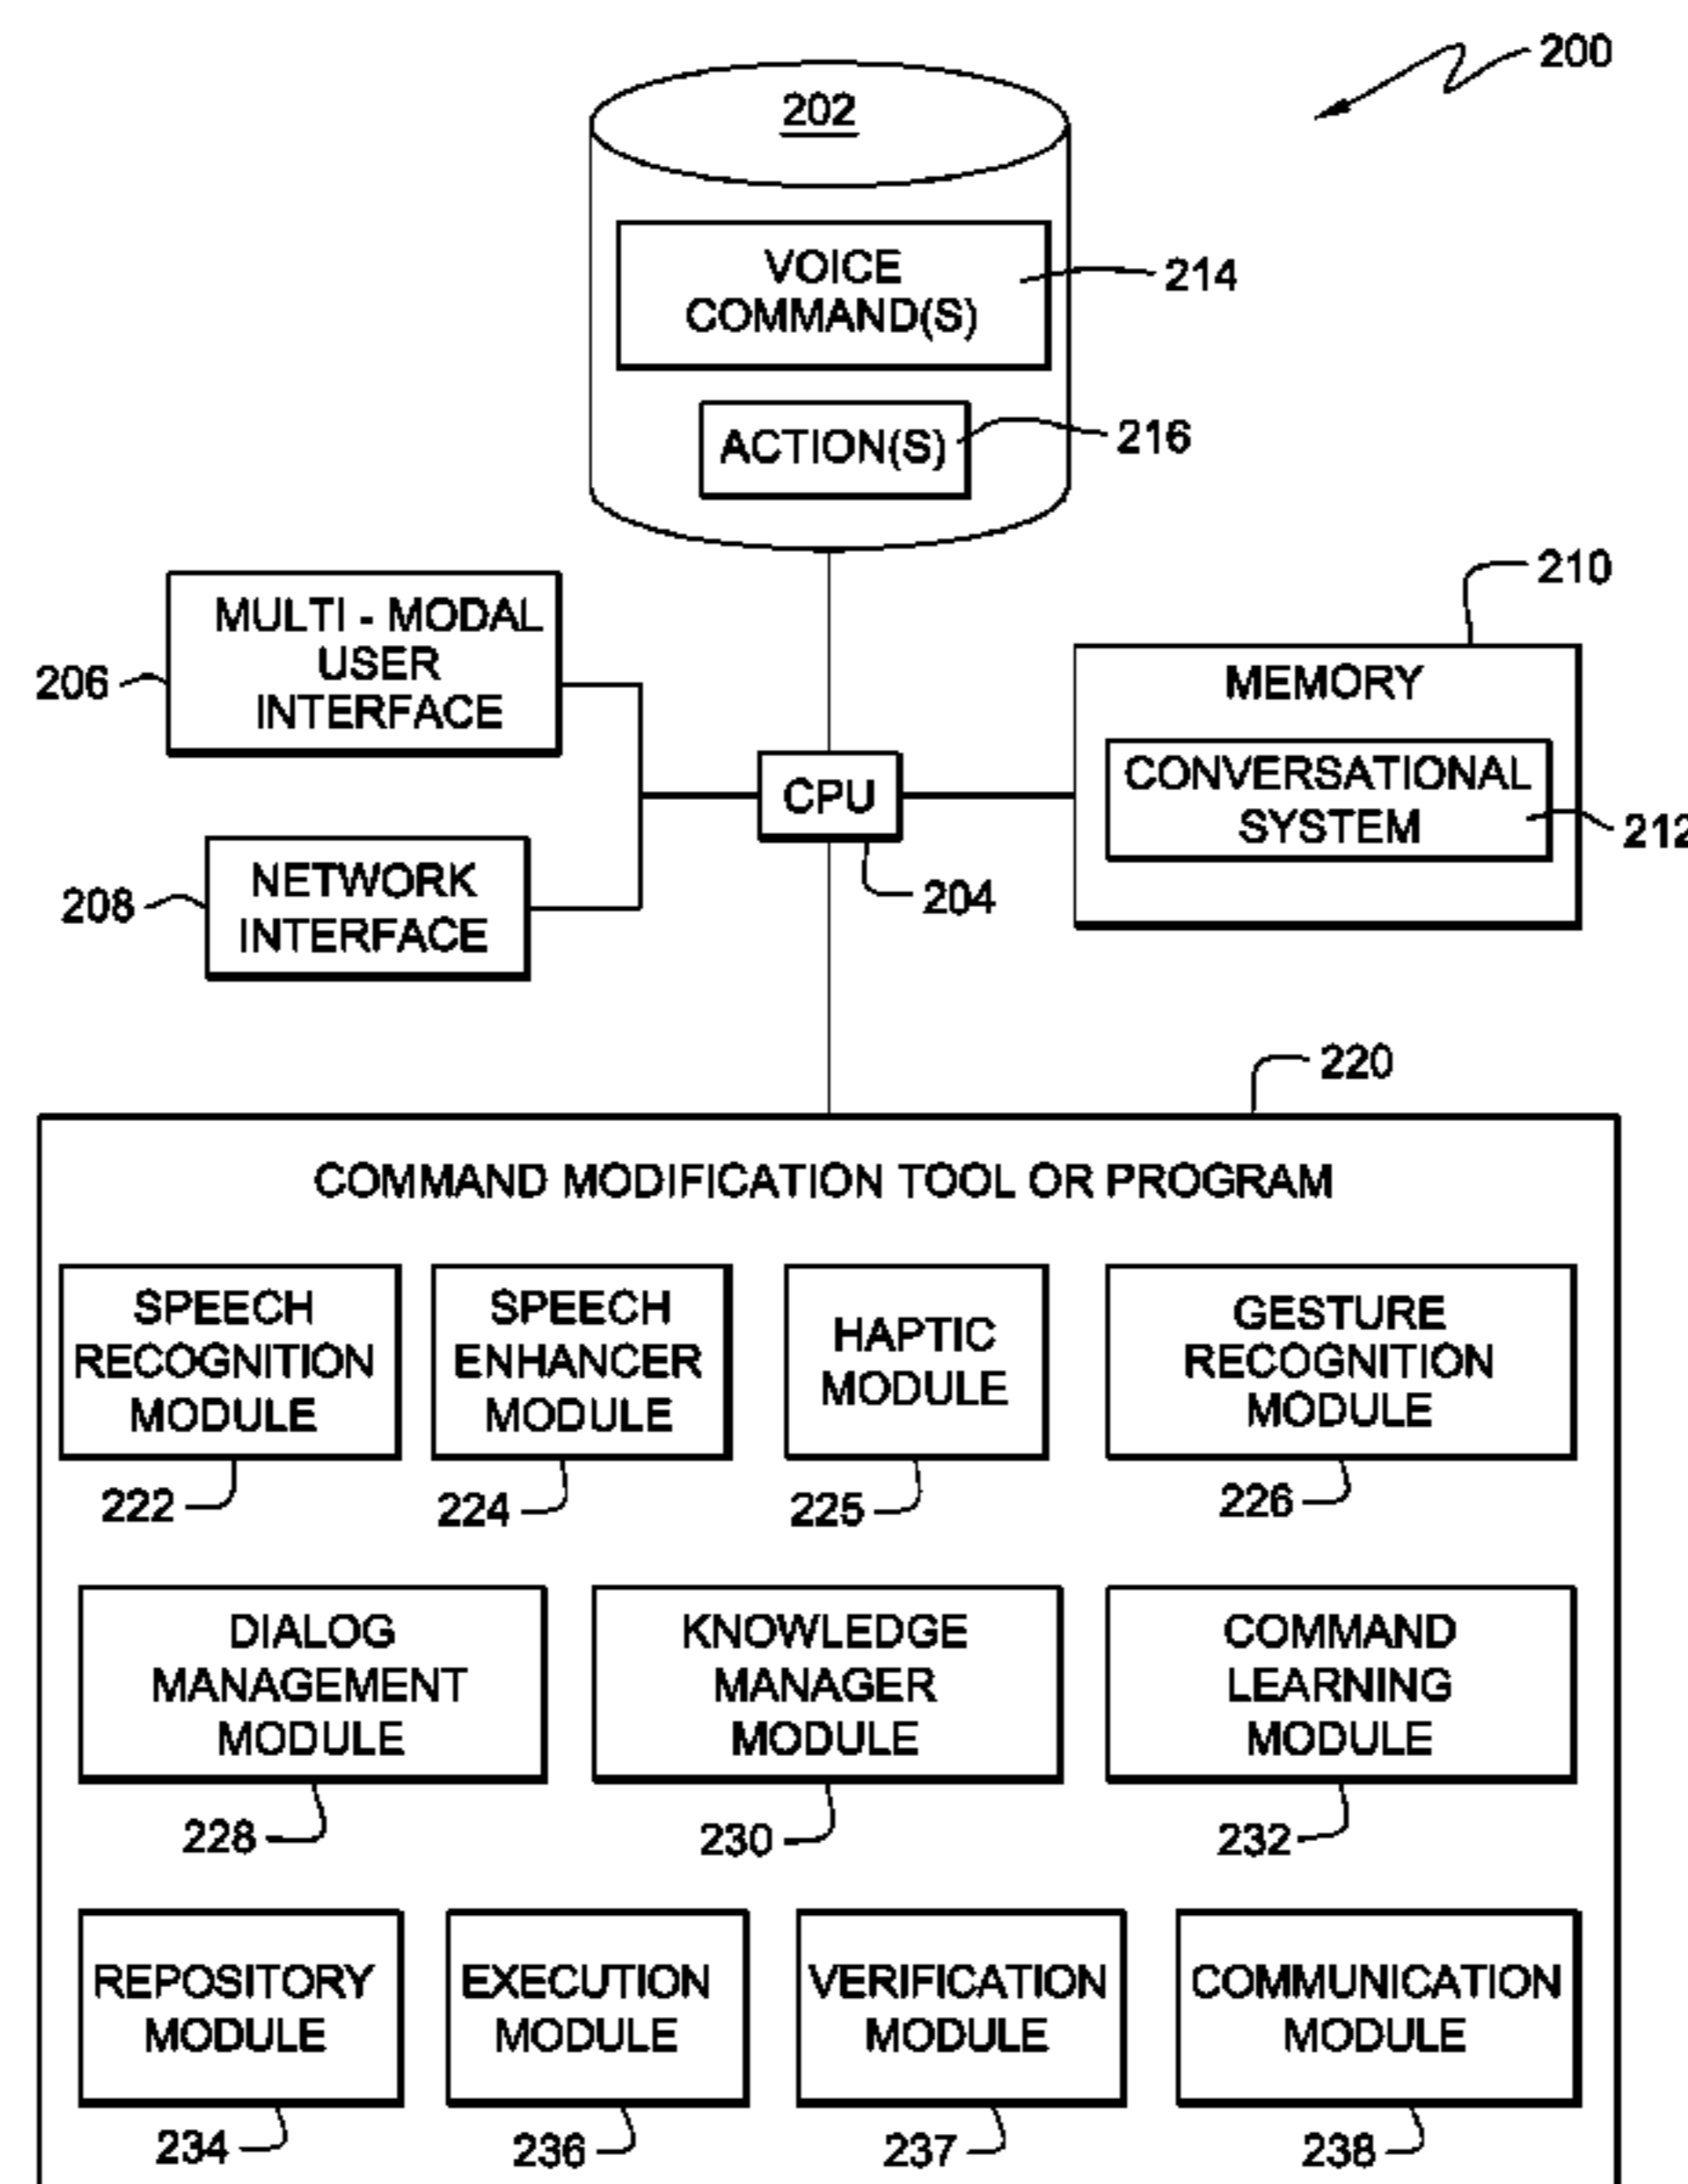 200
202
VOICE
COMMAND(S)
214
ACTION(S)
216
MULTI - MODAL
USER
INTERFACE
206
210
MEMORY
CONVERSATIONAL
SYSTEM
212
CPU
204
NETWORK
INTERFACE
208
220
COMMAND MODIFICATION TOOL OR PROGRAM
SPEECH
RECOGNITION
MODULE
222
SPEECH
ENHANCER
MODULE
224
HAPTIC
MODULE
225
GESTURE
RECOGNITION
MODULE
226
DIALOG
MANAGEMENT
MODULE
228
KNOWLEDGE
MANAGER
MODULE
230
COMMAND
LEARNING
MODULE
232
REPOSITORY
MODULE
234
EXECUTION
MODULE
236
VERIFICATION
MODULE
237
COMMUNICATION
MODULE
238